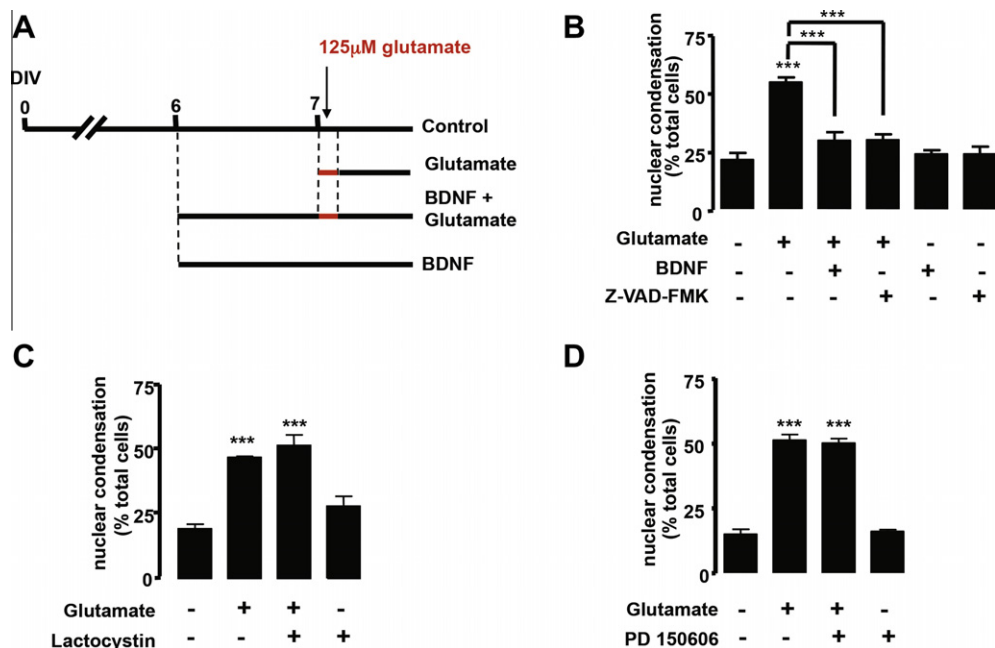 A
125μM glutamate
DIV
0
6
7
Control
Glutamate
BDNF +
Glutamate
BDNF
B
***
***
***
75
50
25
0
nuclear condensation
(% total cells)
Glutamate - + + + - -
BDNF - - + - + -
Z-VAD-FMK - - - + - +
C
75
50
25
0
nuclear condensation
(% total cells)
*** ***
Glutamate - + + -
Lactocystin - - + +
D
75
50
25
0
nuclear condensation
(% total cells)
*** ***
Glutamate - + + -
PD 150606 - - + +